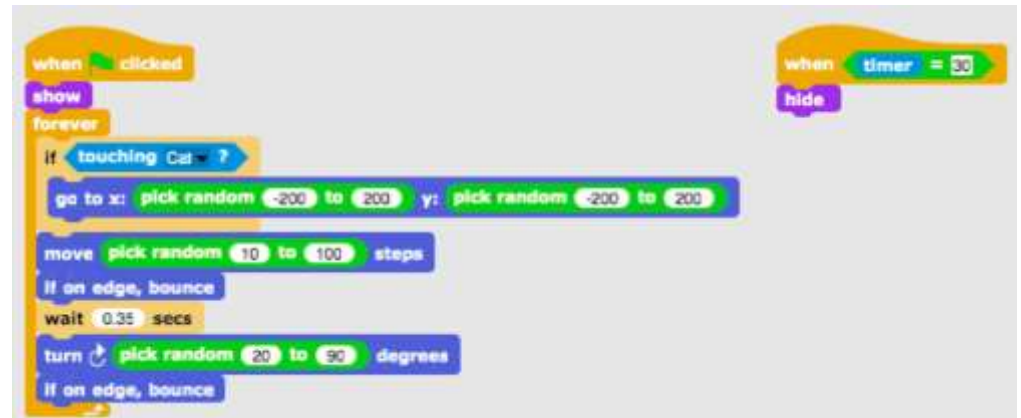 when clicked
show
forever
if touching Cat ?
go to x: pick random -200 to 200 y: pick random -200 to 200
move pick random 10 to 100 steps
if on edge, bounce
wait 0.35 secs
turn pick random 20 to 90 degrees
if on edge, bounce
when timer = 30
hide